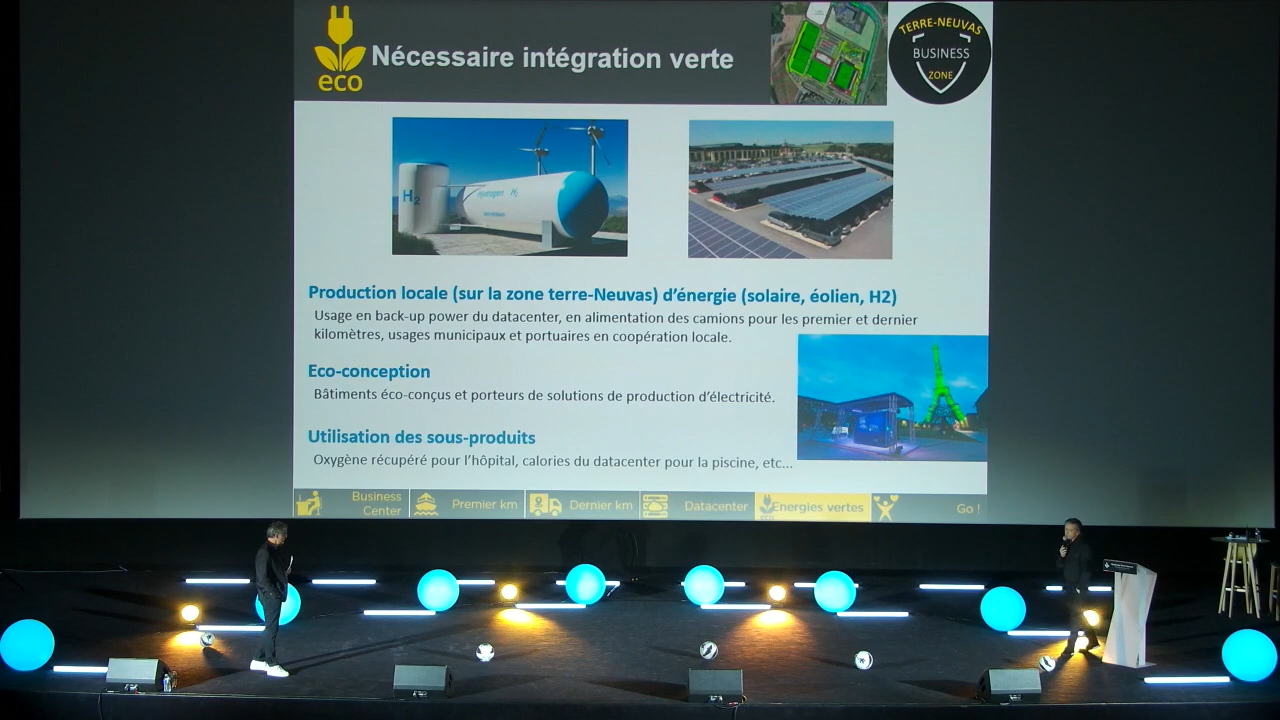 eco
Nécessaire intégration verte
TERRE-NEUVAS
BUSINESS
ZONE
H2
Hydrogen H2
Production locale (sur la zone terre-Neuvas) d’énergie (solaire, éolien, H2)
Usage en back-up power du datacenter, en alimentation des camions pour les premier et dernier
kilomètres, usages municipaux et portuaires en coopération locale.
Eco-conception
Bâtiments éco-conçus et porteurs de solutions de production d’électricité.
Utilisation des sous-produits
Oxygène récupéré pour l’hôpital, calories du datacenter pour la piscine, etc...
Business
Center
Premier km
Dernier km
Datacenter
eco
Energies vertes
Go !